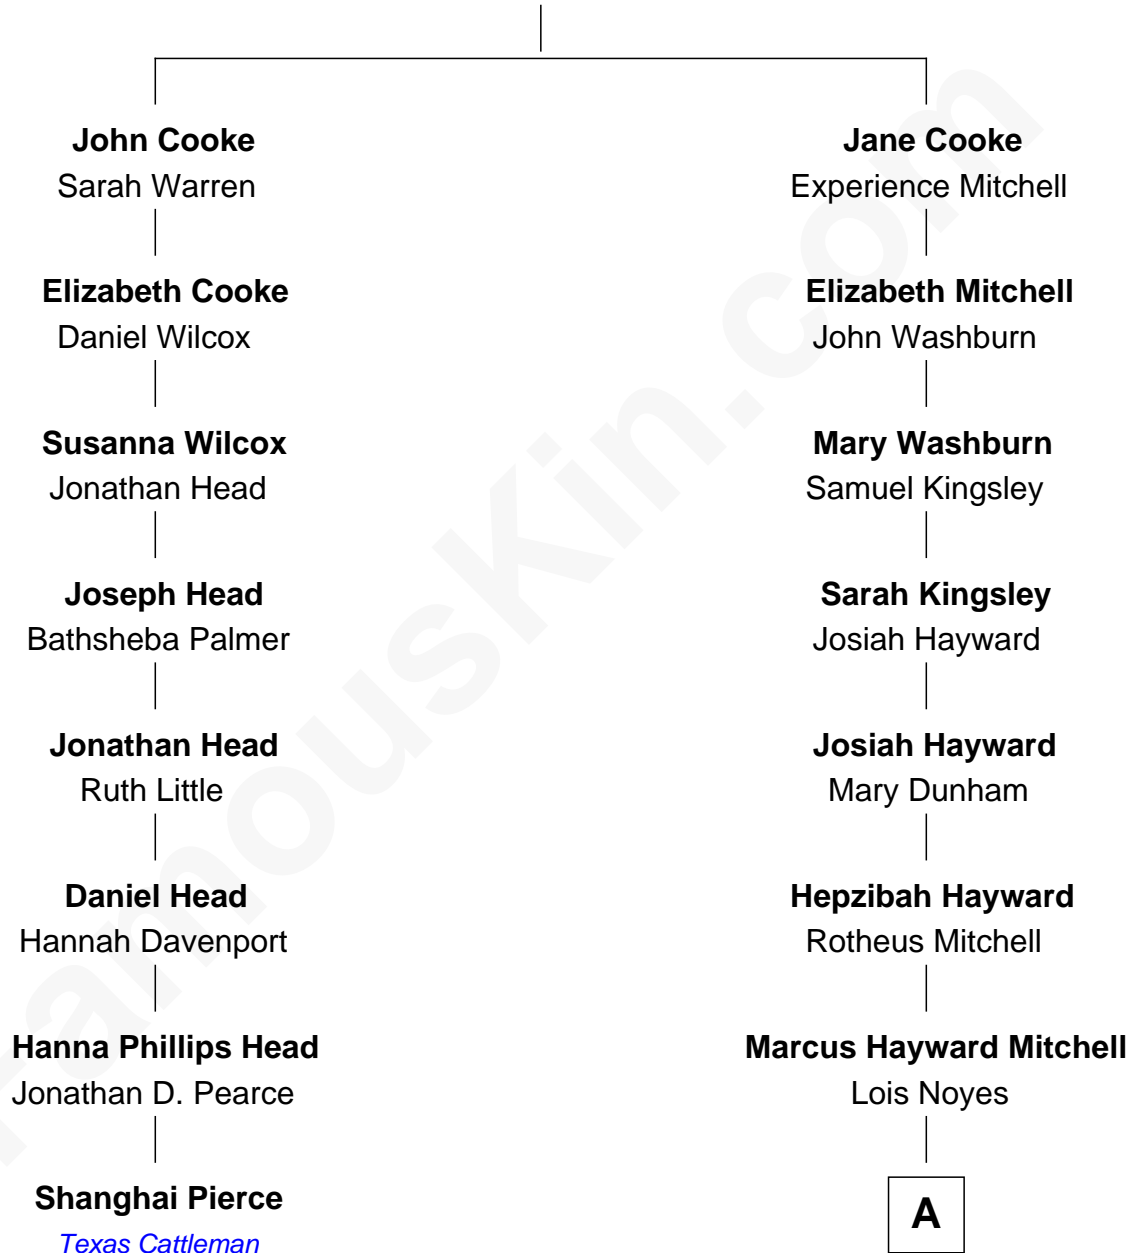 John Cooke
Sarah Warren
Elizabeth Cooke
Daniel Wilcox
Susanna Wilcox
Jonathan Head
Joseph Head
Bathsheba Palmer
Jonathan Head
Ruth Little
Daniel Head
Hannah Davenport
Hanna Phillips Head
Jonathan D. Pearce
Shanghai Pierce
Texas Cattleman
Jane Cooke
Experience Mitchell
Elizabeth Mitchell
John Washburn
Mary Washburn
Samuel Kingsley
Sarah Kingsley
Josiah Hayward
Josiah Hayward
Mary Dunham
Hepzibah Hayward
Rotheus Mitchell
Marcus Hayward Mitchell
Lois Noyes
A
FamousKin.com